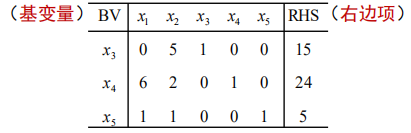 （基变量） BV x₁ x₂ x₃ x₄ x₅ RHS （右边项）
x₃ 0 5 1 0 0 15
x₄ 6 2 0 1 0 24
x₅ 1 1 0 0 1 5